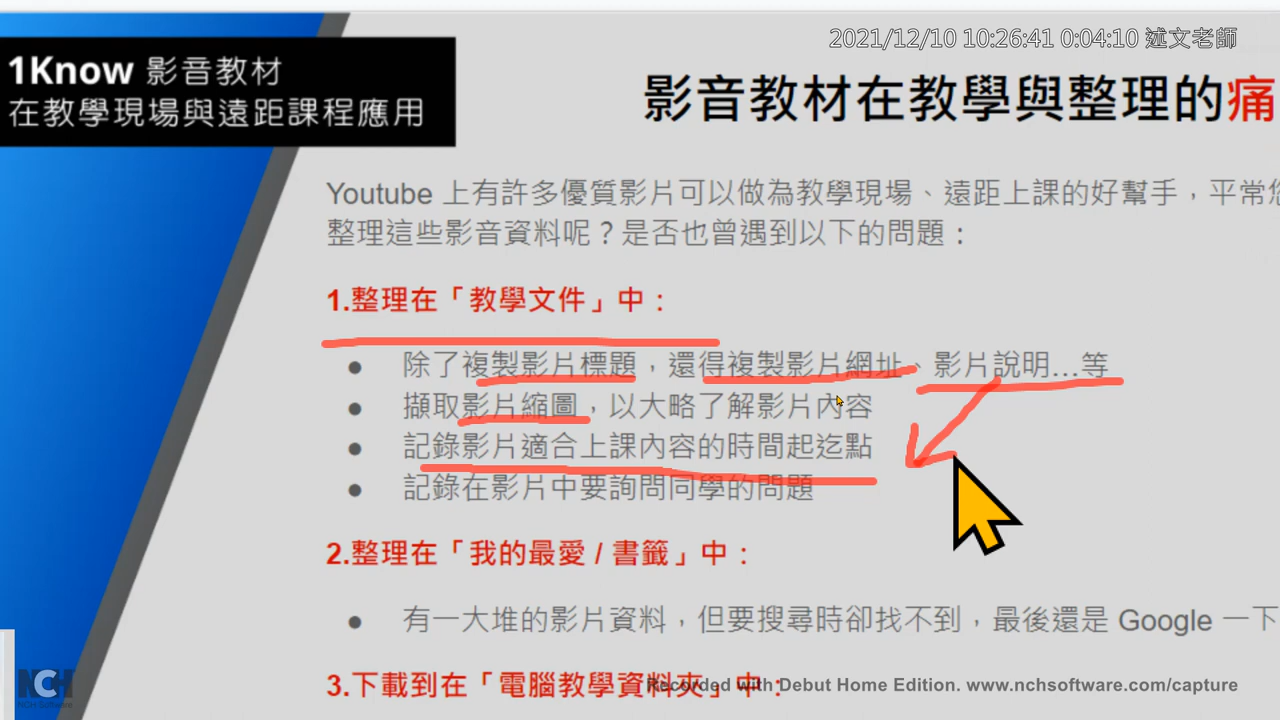 2021/12/10 10:26:41 0:04:10 述文老師
1Know 影音教材
在教學現場與遠距課程應用
影音教材在教學與整理的痛
Youtube 上有許多優質影片可以做為教學現場、遠距上課的好幫手，平常您
整理這些影音資料呢？是否也曾遇到以下的問題：
1.整理在「教學文件」中：
● 除了複製影片標題，還得複製影片網址、影片說明...等
● 擷取影片縮圖，以大略了解影片內容
● 記錄影片適合上課內容的時間起迄點
● 記錄在影片中要詢問同學的問題
2.整理在「我的最愛 / 書籤」中：
● 有一大堆的影片資料，但要搜尋時卻找不到，最後還是 Google 一下
3.下載到在「電腦教學資料夾」中：
Recorded with Debut Home Edition. www.nchsoftware.com/capture
NCH
NCH Software